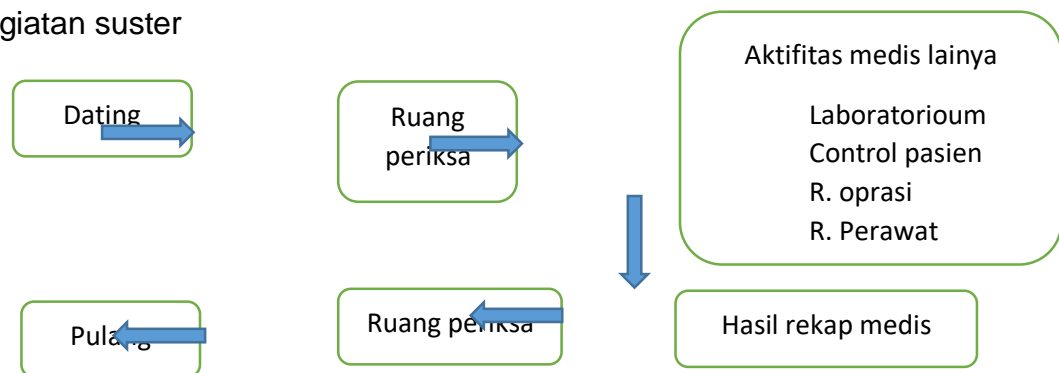 giatan suster
Dating
Ruang
periksa
Aktifitas medis lainya
Laboratorioum
Control pasien
R. oprasi
R. Perawat
Pulang
Ruang periksa
Hasil rekap medis